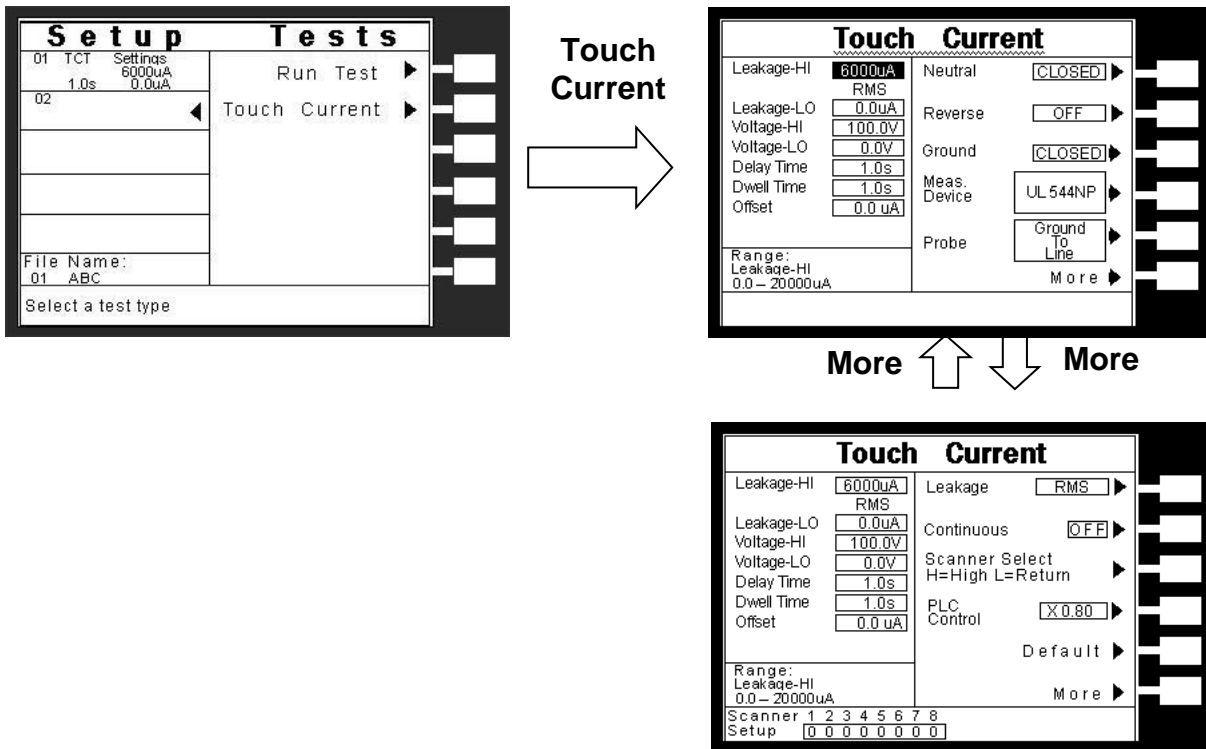 Setup Tests
01 TCT Settings
6000uA
1.0s 0.0uA
02
Run Test
Touch Current
File Name:
01 ABC
Select a test type
Touch
Current
Touch Current
Leakage-HI 6000uA
RMS
Leakage-LO 0.0uA
Voltage-HI 100.0V
Voltage-LO 0.0V
Delay Time 1.0s
Dwell Time 1.0s
Offset 0.0 uA
Range:
Leakage-HI
0.0 – 20000uA
Neutral CLOSED
Reverse OFF
Ground CLOSED
Meas.
Device UL544NP
Probe Ground
To
Line
More
More More
Touch Current
Leakage-HI 6000uA
RMS
Leakage-LO 0.0uA
Voltage-HI 100.0V
Voltage-LO 0.0V
Delay Time 1.0s
Dwell Time 1.0s
Offset 0.0 uA
Range:
Leakage-HI
0.0 – 20000uA
Leakage RMS
Continuous OFF
Scanner Select
H=High L=Return
PLC
Control X 0.80
Default
More
Scanner 1 2 3 4 5 6 7 8
Setup 0 0 0 0 0 0 0 0